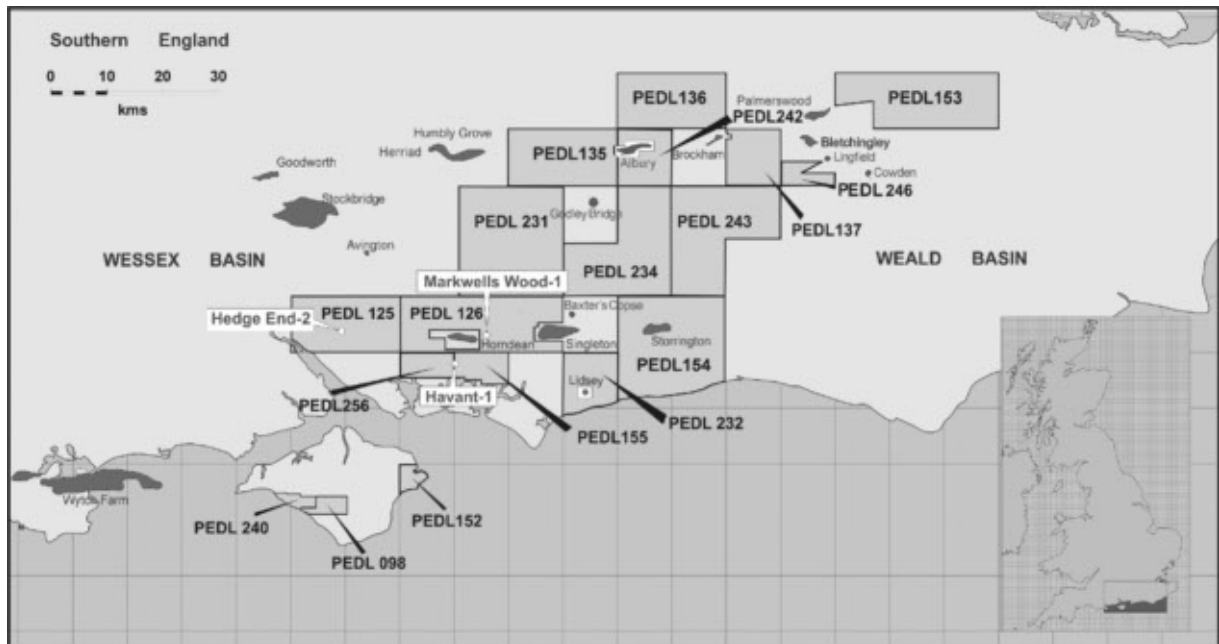 Southern England
0 10 20 30
kms
PEDL136
Palmerswood
PEDL153
PEDL242
Humbly Grove
Herriad
PEDL135
Albury
Brockham
Bletchingley
Lingfield
Goodworth
Cowden
PEDL 246
Stockbridge
PEDL 231
Godley Bridge
PEDL 243
PEDL137
Avington
WESSEX BASIN
PEDL 234
WEALD BASIN
Markwells Wood-1
Hedge End-2
PEDL 125
PEDL 126
Baxter's Copse
Horndean
Singleton
Storrington
PEDL154
Lidsey
Havant-1
PEDL256
PEDL155
PEDL 232
Wytch Farm
PEDL 240
PEDL152
PEDL 098